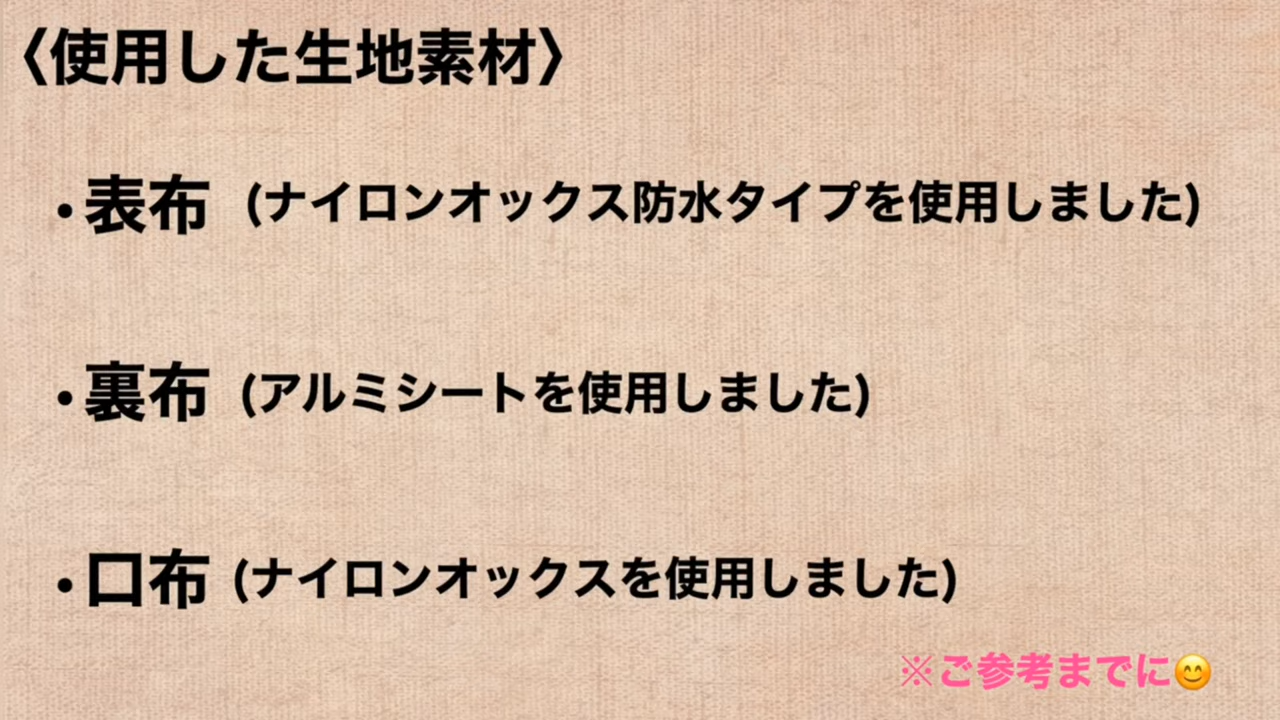 〈使用した生地素材〉
・表布 (ナイロンオックス防水タイプを使用しました)
・裏布 (アルミシートを使用しました)
・口布 (ナイロンオックスを使用しました)
※ご参考までに😊